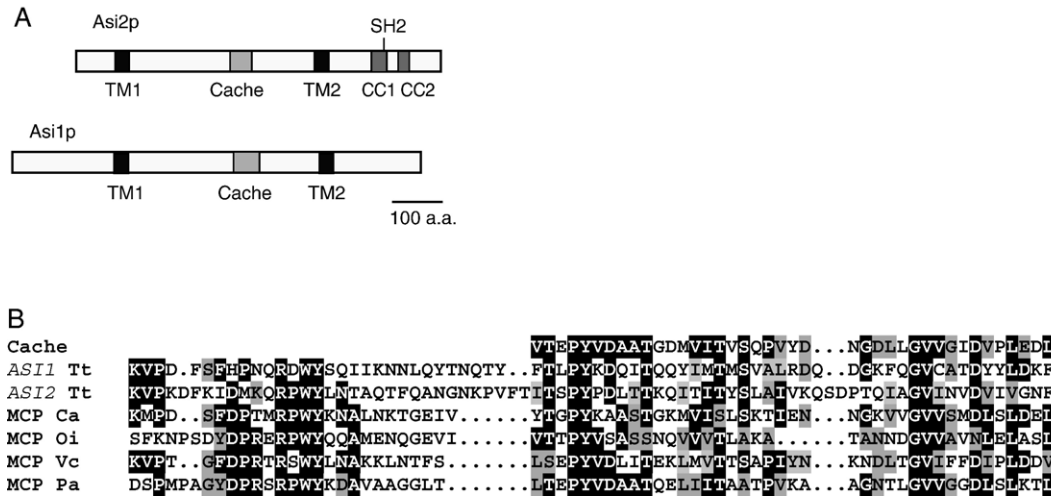 A
Asi2p
SH2
TM1 Cache TM2 CC1 CC2
Asi1p
TM1 Cache TM2
100 a.a.
B
Cache VTEPYVDAATGDMVITVSQPVYD...NGDLLGVVGIDVPLEDL
ASI1 Tt KVPD.FSFHPNQRDWYSQIIKNNLQYTNQTY..FTLPYKDQITQQYIMTMSVALRDQ..DGKFQGVCATDYYLDKF
ASI2 Tt KVPKDFKIDMKQRPWYLNTAQTFQANGNKPVFTITSPYPDLTTKQITITYSLAIVKQSDPTQIAGVINVDVIVGNF
MCP Ca KMPD..SFDPTMRPWYKNALNKTGEIV......YTGPYKAASTGKMVISLSKTIEN...NGKVVGVVSMDLSLDEL
MCP Oi SFKNPSDYDPRERPWYQQAMENQGEVI......VTTPYVSASSNQVVVTLAKA......TANNDGVVAVNLELASL
MCP Vc KVPT..GFDPRTRSWYLNAKKLNTFS.......LSEPYVDLITEKLMVTTSAPIYN...KNDLTGVIFFDIPLDDV
MCP Pa DSPMPAGYDPRSRPWYKDAVAAGGLT.......LTEPYVDAATQELIITAATPVKA...AGNTLGVVGGDLSLKTL